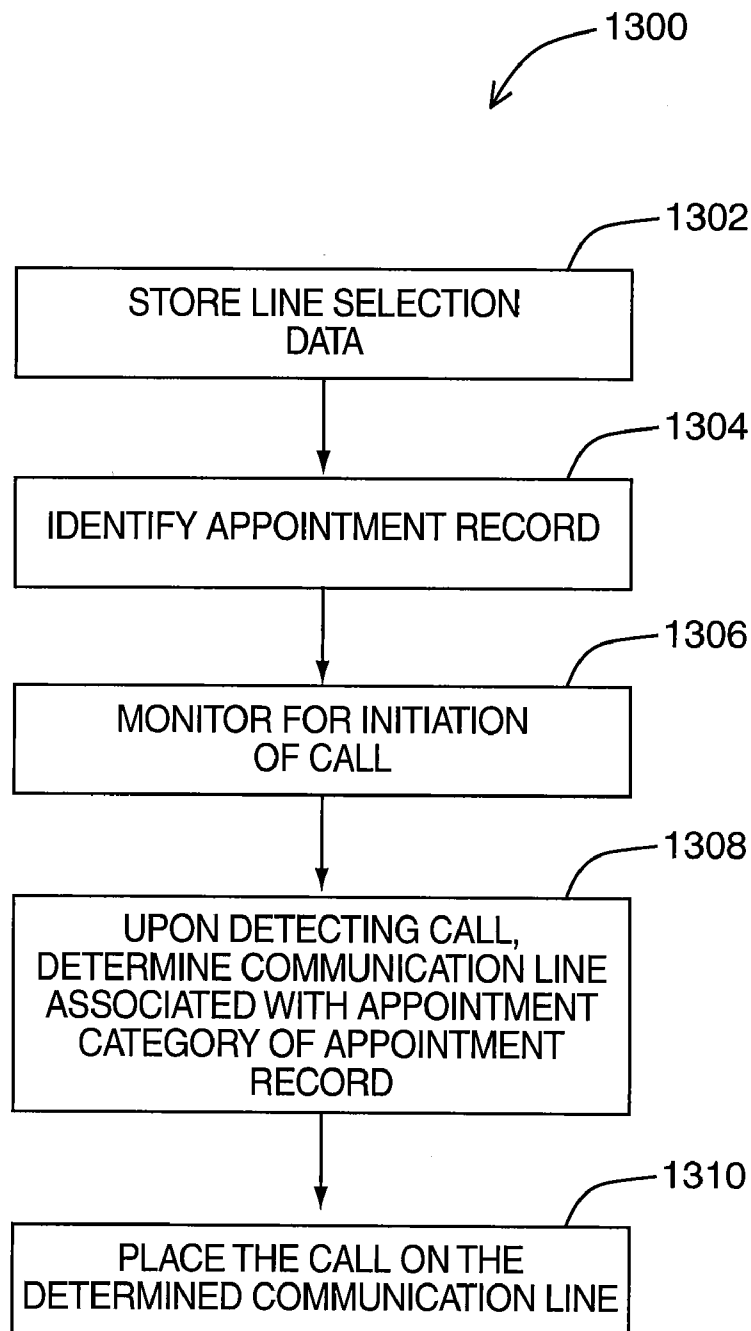 1300
1302
STORE LINE SELECTION
DATA
1304
IDENTIFY APPOINTMENT RECORD
1306
MONITOR FOR INITIATION
OF CALL
1308
UPON DETECTING CALL,
DETERMINE COMMUNICATION LINE
ASSOCIATED WITH APPOINTMENT
CATEGORY OF APPOINTMENT
RECORD
1310
PLACE THE CALL ON THE
DETERMINED COMMUNICATION LINE